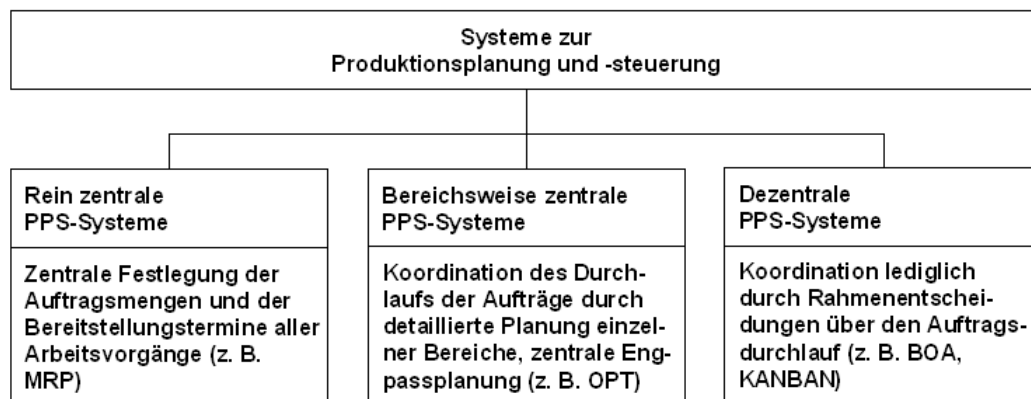 Systeme zur
Produktionsplanung und -steuerung
Rein zentrale
PPS-Systeme
Zentrale Festlegung der
Auftragsmengen und der
Bereitstellungstermine aller
Arbeitsvorgänge (z. B.
MRP)
Bereichsweise zentrale
PPS-Systeme
Koordination des Durch-
laufs der Aufträge durch
detaillierte Planung einzel-
ner Bereiche, zentrale Eng-
passplanung (z. B. OPT)
Dezentrale
PPS-Systeme
Koordination lediglich
durch Rahmenentschei-
dungen über den Auftrags-
durchlauf (z. B. BOA,
KANBAN)